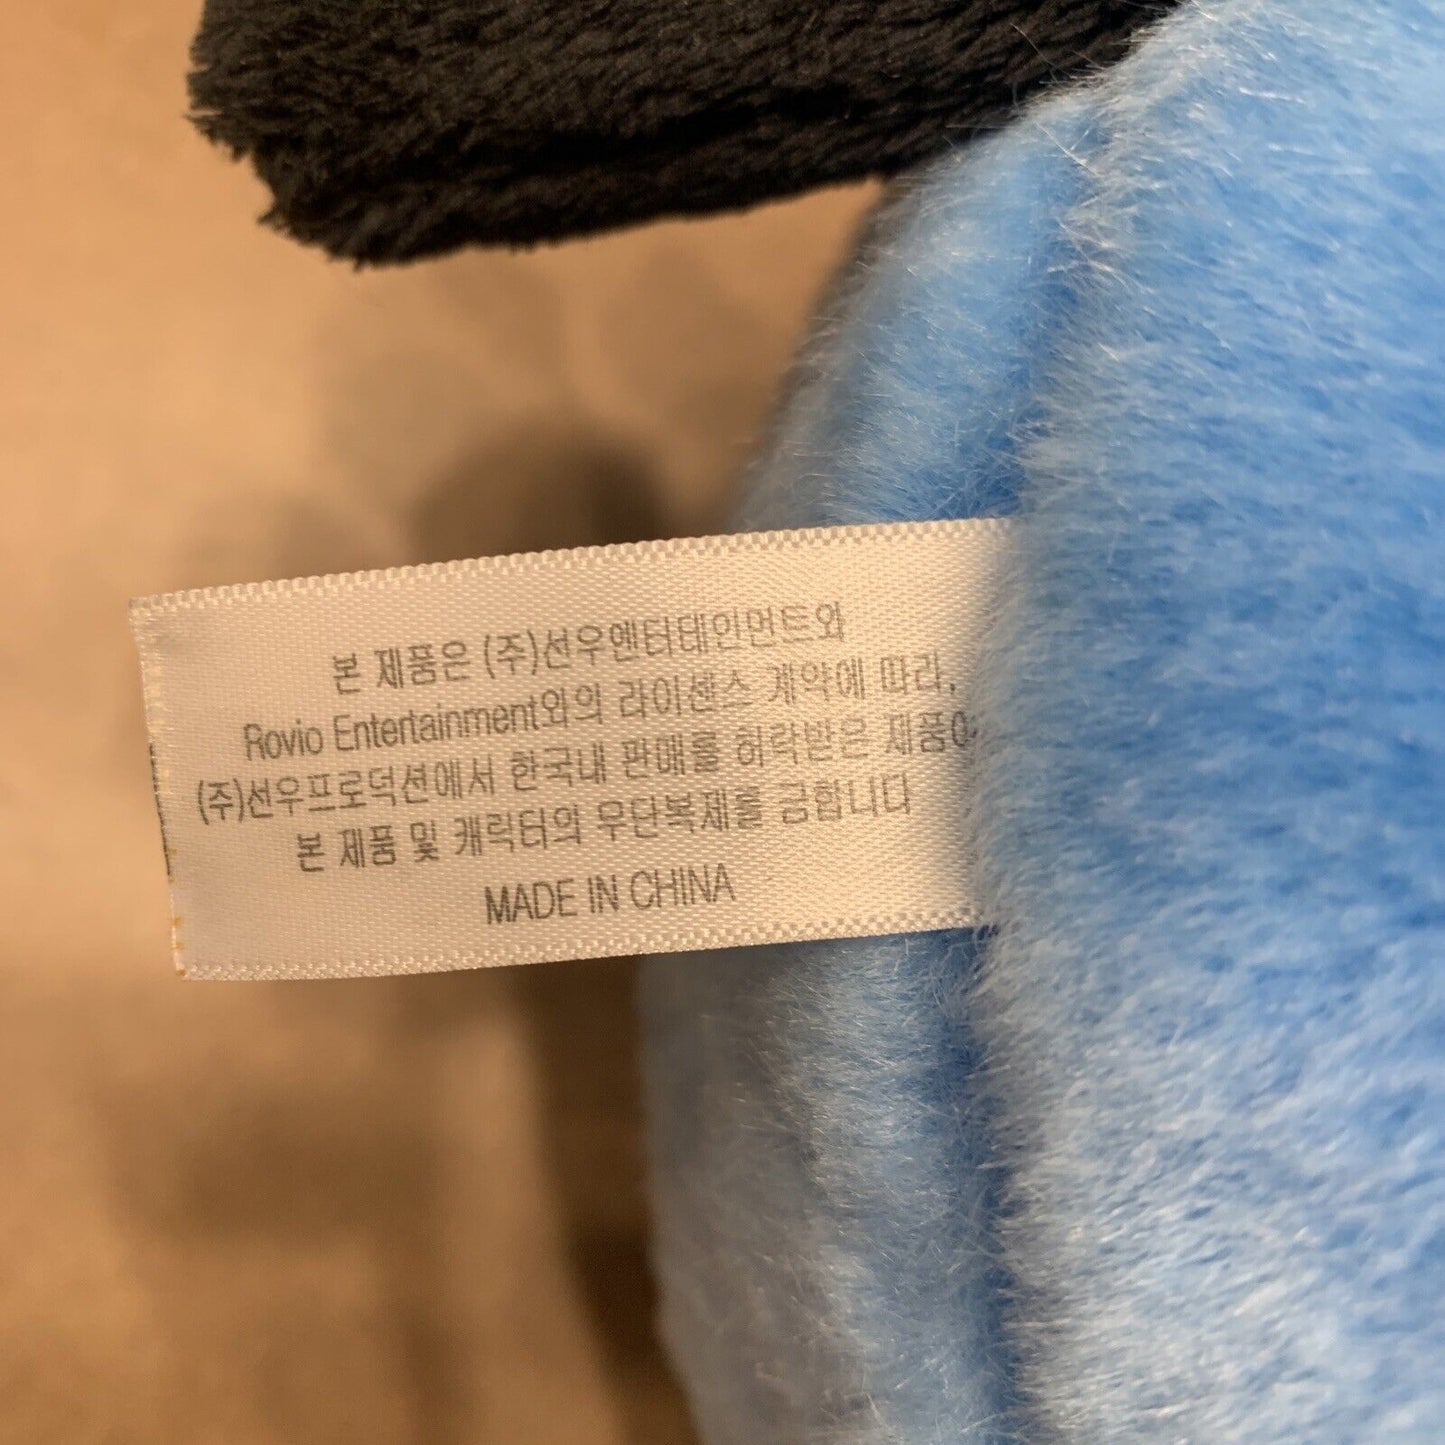 본 제품은 (주)선우엔터테인먼트와
Rovio Entertainment와의 라이센스 계약에 따라,
(주)선우프로덕션에서 한국내 판매를 허락받은 제품이
본 제품 및 캐릭터의 우단복제를 금합니다
MADE IN CHINA